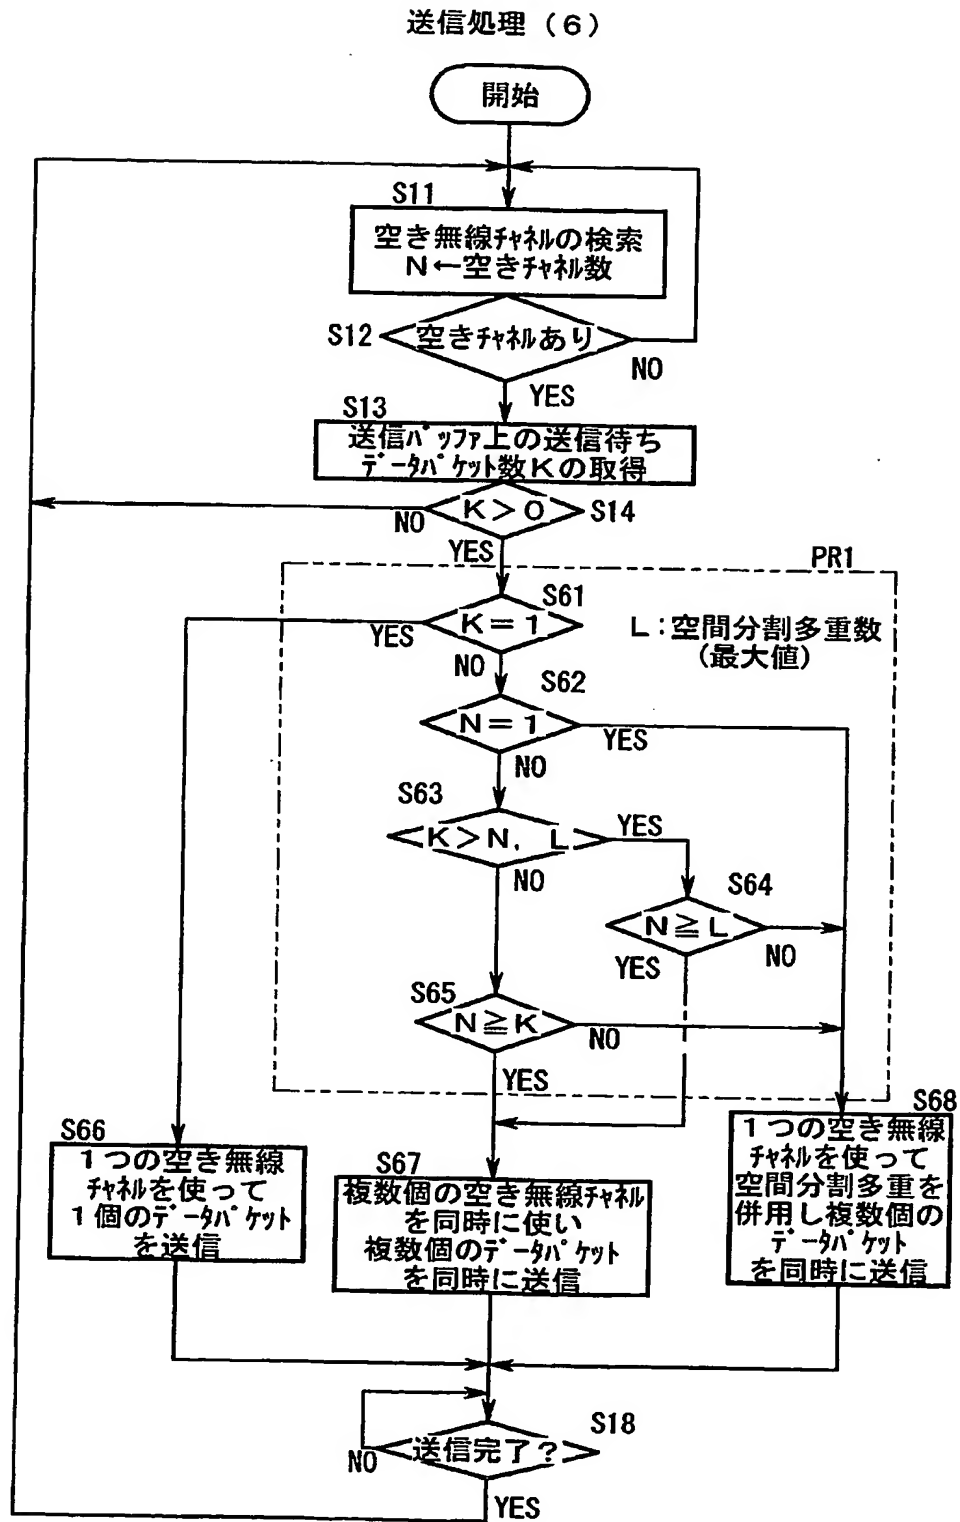 送信処理（6）
開始
S11
空き無線ﾁｬﾈﾙの検索
N←空きﾁｬﾈﾙ数
S12
空きﾁｬﾈﾙあり
NO
YES
S13
送信ﾊﾞｯﾌｧ上の送信待ち
ﾃﾞｰﾀﾊﾟｹｯﾄ数Kの取得
K＞0
S14
NO
YES
PR1
S61
K＝1
YES
NO
L：空間分割多重数
（最大値）
S62
N＝1
YES
NO
S63
K＞N，L
YES
NO
S64
N≧L
NO
YES
S65
N≧K
NO
YES
S66
1つの空き無線
ﾁｬﾈﾙを使って
1個のﾃﾞｰﾀﾊﾟｹｯﾄ
を送信
S67
複数個の空き無線ﾁｬﾈﾙ
を同時に使い
複数個のﾃﾞｰﾀﾊﾟｹｯﾄ
を同時に送信
S68
1つの空き無線
ﾁｬﾈﾙを使って
空間分割多重を
併用し複数個の
ﾃﾞｰﾀﾊﾟｹｯﾄ
を同時に送信
S18
送信完了？
NO
YES